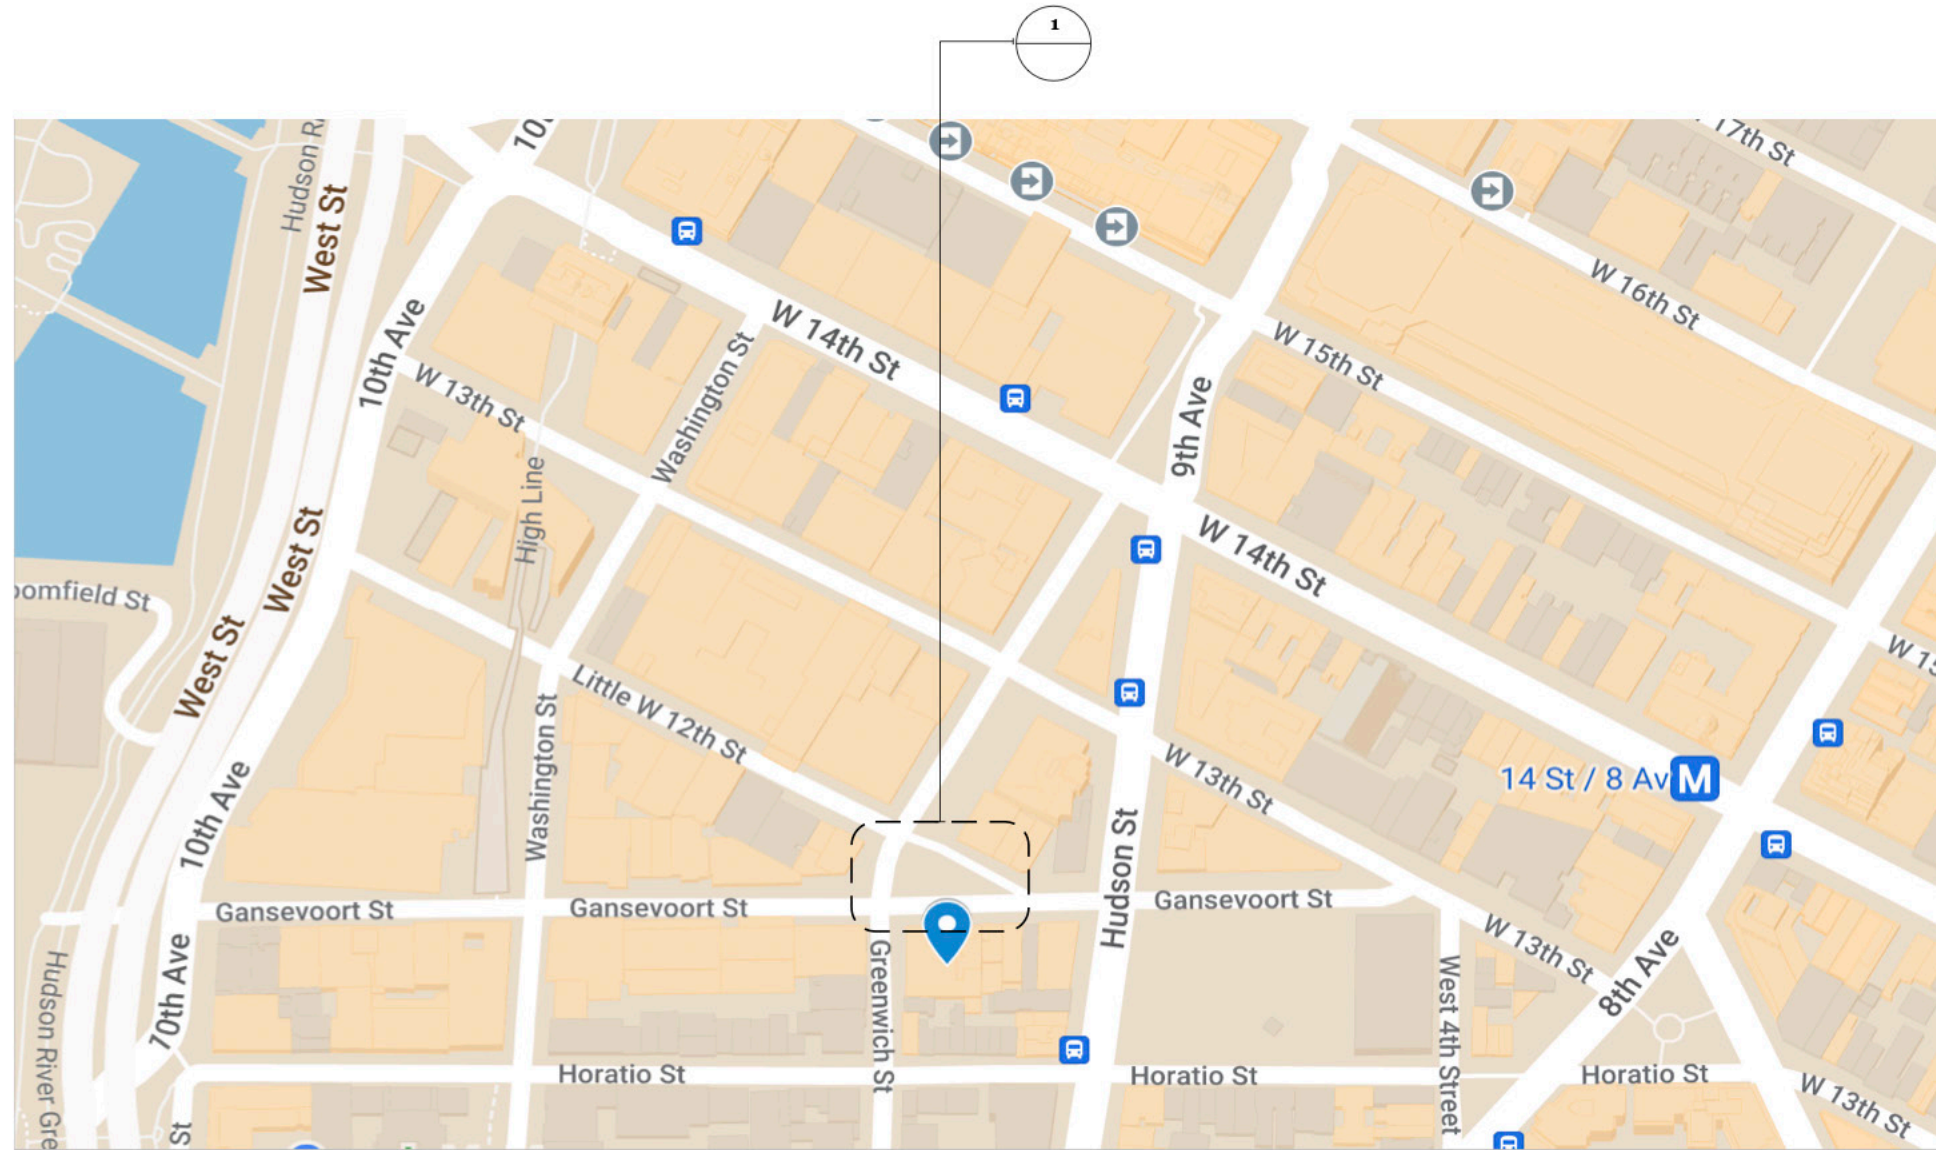 1
10
17th St
Hudson R
West St
W 16th St
10th Ave
W 14th St
W 15th St
Washington St
W 13th St
9th Ave
High Line
West St
W 14th St
oomfield St
West St
W 15
Little W 12th St
Washington St
W 13th St
14 St / 8 Av M
10th Ave
Hudson St
Gansevoort St
Gansevoort St
Gansevoort St
W 13th St
10th Ave
Greenwich St
8th Ave
Hudson River Gre
West 4th Street
Horatio St
Horatio St
Horatio St
W 13th St
St